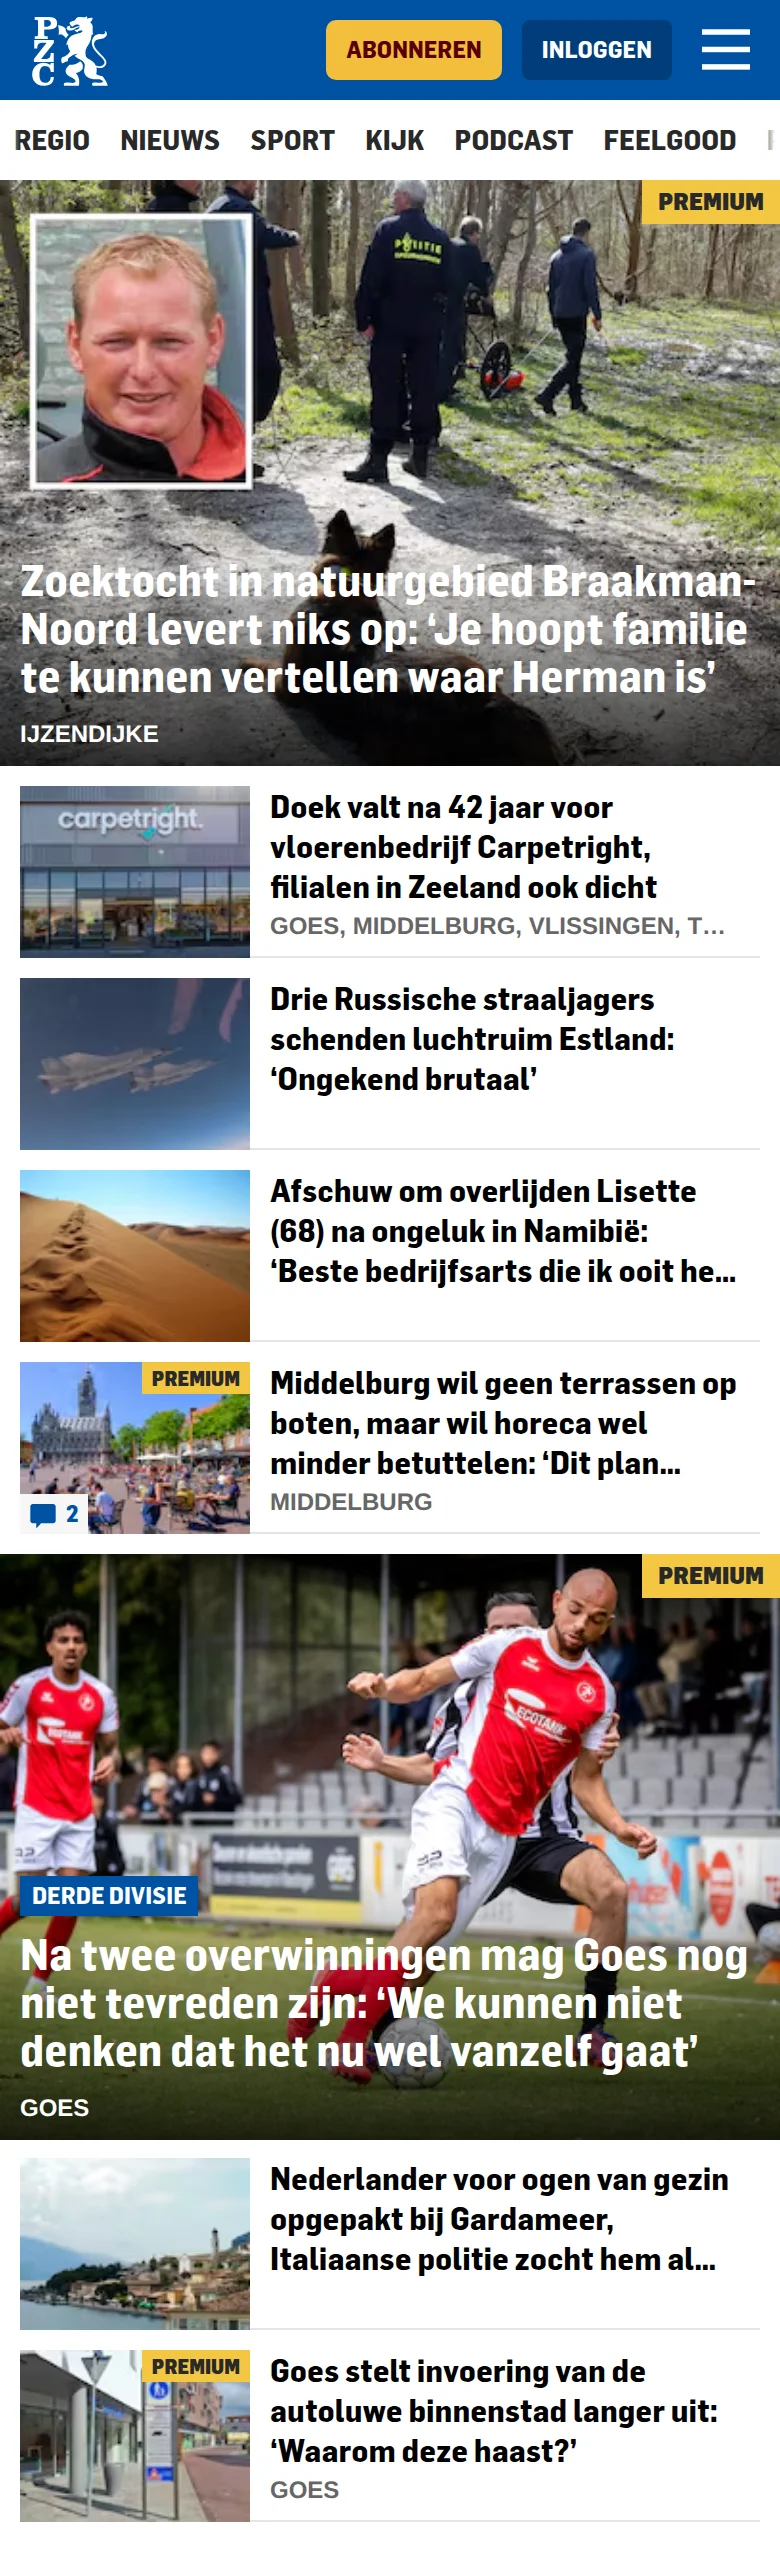 PZC
ABONNEREN
INLOGGEN
REGIO NIEUWS SPORT KIJK PODCAST FEELGOOD
PREMIUM
POLITIE
Zoektocht in natuurgebied Braakman-
Noord levert niks op: ‘Je hoopt familie
te kunnen vertellen waar Herman is’
IJZENDIJKE
carpetright.
Doek valt na 42 jaar voor
vloerenbedrijf Carpetright,
filialen in Zeeland ook dicht
GOES, MIDDELBURG, VLISSINGEN, T…
Drie Russische straaljagers
schenden luchtruim Estland:
‘Ongekend brutaal’
Afschuw om overlijden Lisette
(68) na ongeluk in Namibië:
‘Beste bedrijfsarts die ik ooit he…
PREMIUM
2
Middelburg wil geen terrassen op
boten, maar wil horeca wel
minder betuttelen: ‘Dit plan…
MIDDELBURG
PREMIUM
ECOTANK
ECOTANK
DERDE DIVISIE
Na twee overwinningen mag Goes nog
niet tevreden zijn: ‘We kunnen niet
denken dat het nu wel vanzelf gaat’
GOES
Nederlander voor ogen van gezin
opgepakt bij Gardameer,
Italiaanse politie zocht hem al…
PREMIUM
Goes stelt invoering van de
autoluwe binnenstad langer uit:
‘Waarom deze haast?’
GOES